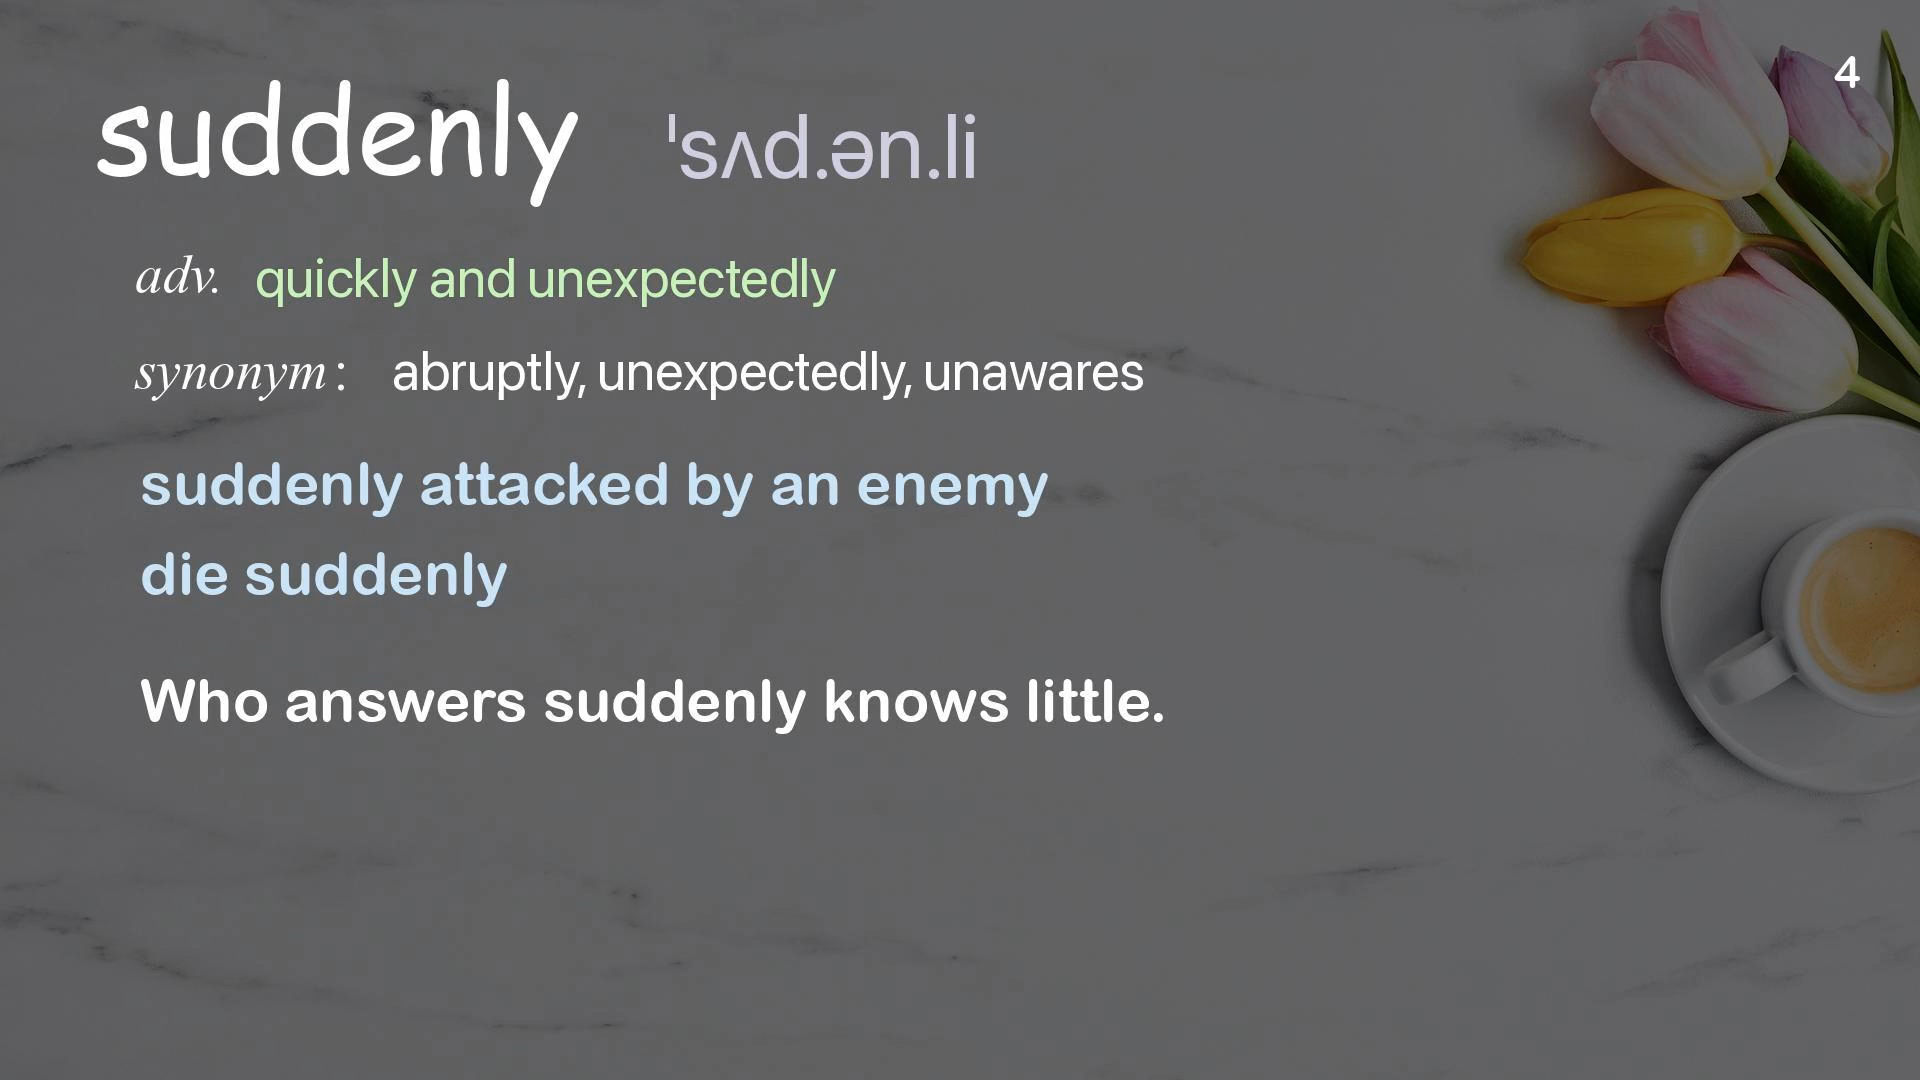 4
suddenly ˈsʌd.ən.li
adv. quickly and unexpectedly
synonym : abruptly, unexpectedly, unawares
suddenly attacked by an enemy
die suddenly
Who answers suddenly knows little.